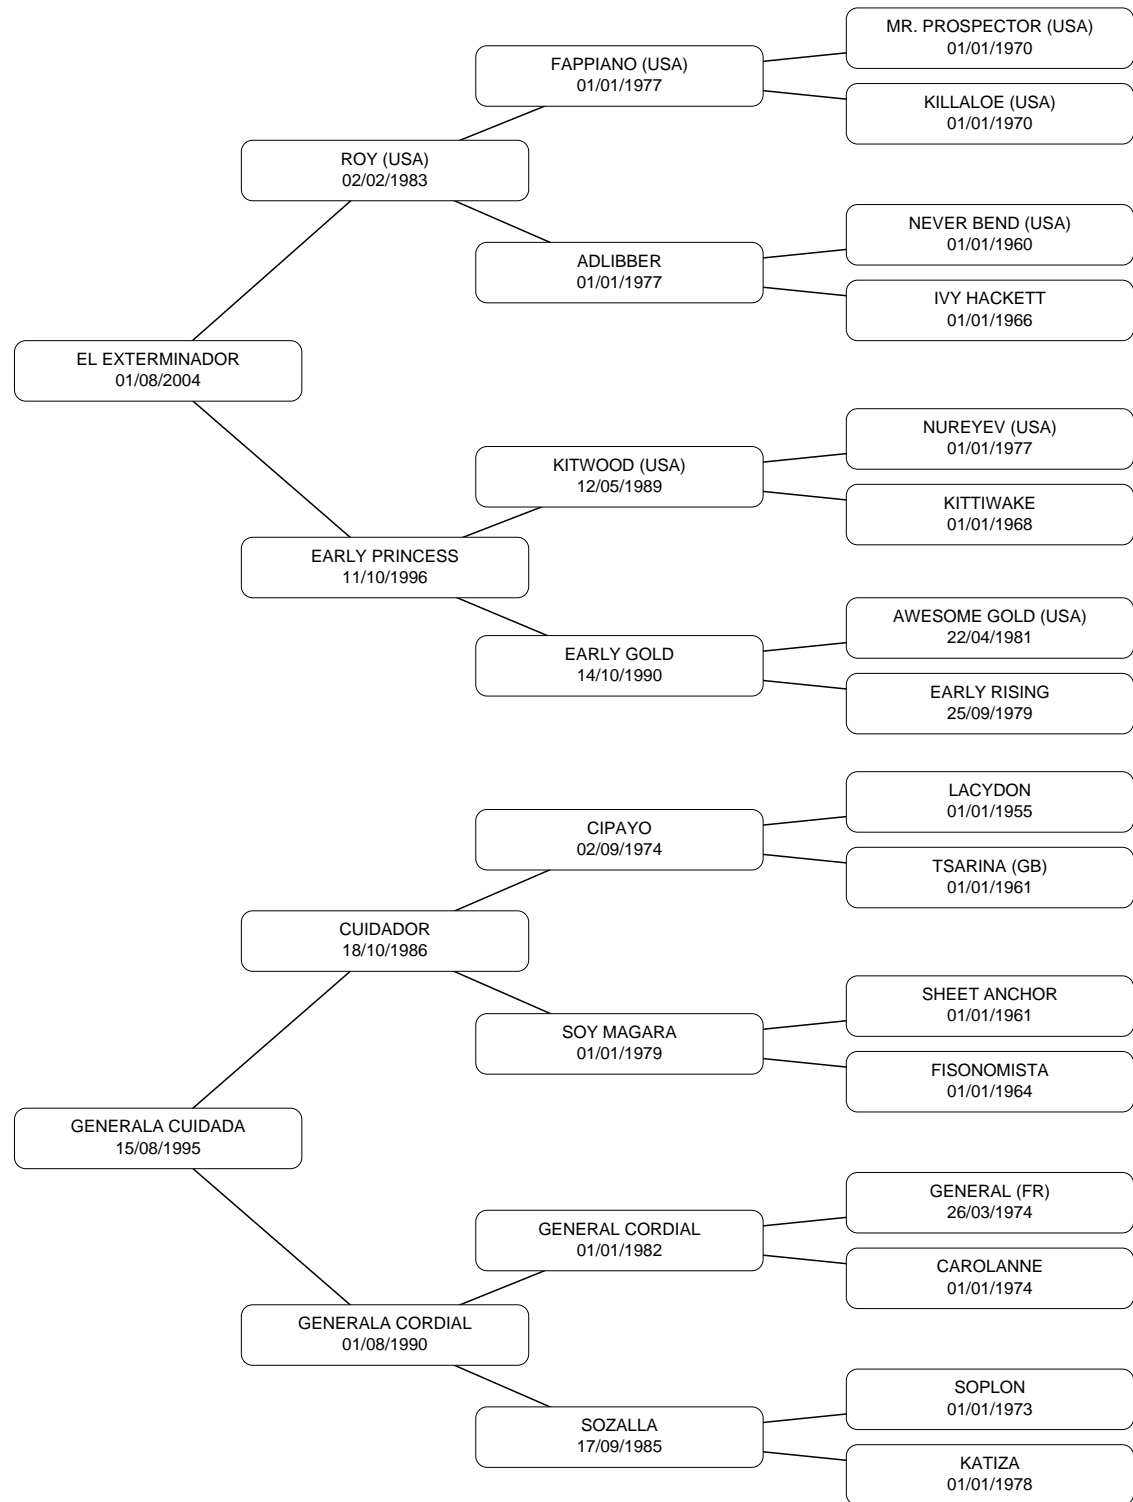 MR. PROSPECTOR (USA)
01/01/1970
FAPPIANO (USA)
01/01/1977
KILLALOE (USA)
01/01/1970
ROY (USA)
02/02/1983
NEVER BEND (USA)
01/01/1960
ADLIBBER
01/01/1977
IVY HACKETT
01/01/1966
EL EXTERMINADOR
01/08/2004
NUREYEV (USA)
01/01/1977
KITWOOD (USA)
12/05/1989
KITTIWAKE
01/01/1968
EARLY PRINCESS
11/10/1996
AWESOME GOLD (USA)
22/04/1981
EARLY GOLD
14/10/1990
EARLY RISING
25/09/1979
LACYDON
01/01/1955
CIPAYO
02/09/1974
TSARINA (GB)
01/01/1961
CUIDADOR
18/10/1986
SHEET ANCHOR
01/01/1961
SOY MAGARA
01/01/1979
FISONOMISTA
01/01/1964
GENERALA CUIDADA
15/08/1995
GENERAL (FR)
26/03/1974
GENERAL CORDIAL
01/01/1982
CAROLANNE
01/01/1974
GENERALA CORDIAL
01/08/1990
SOPLON
01/01/1973
SOZALLA
17/09/1985
KATIZA
01/01/1978